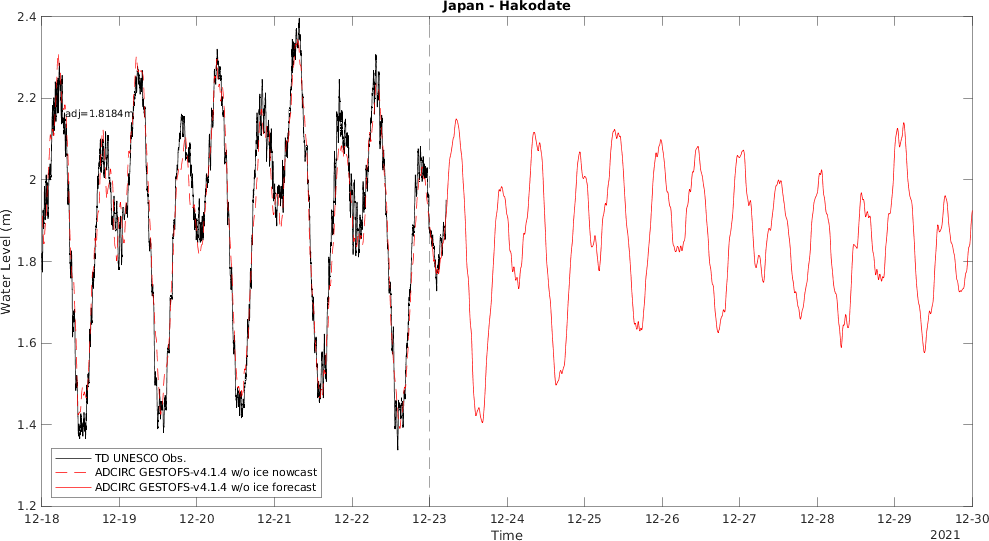 Japan - Hakodate
2.4
2.2
2
1.8
1.6
1.4
1.2
Water Level (m)
adj=1.8184m
TD UNESCO Obs.
ADCIRC GESTOFS-v4.1.4 w/o ice nowcast
ADCIRC GESTOFS-v4.1.4 w/o ice forecast
12-18 12-19 12-20 12-21 12-22 12-23 12-24 12-25 12-26 12-27 12-28 12-29 12-30
Time
2021